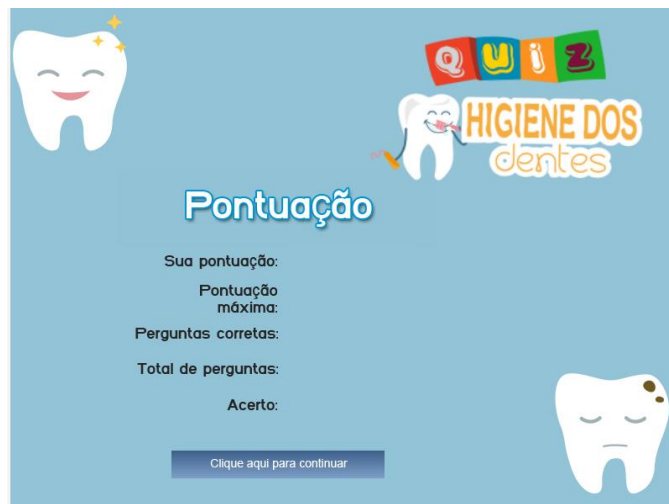 QUIZ
HIGIENE DOS
dentes
Pontuação
Sua pontuação:
Pontuação
máxima:
Perguntas corretas:
Total de perguntas:
Acerto:
Clique aqui para continuar